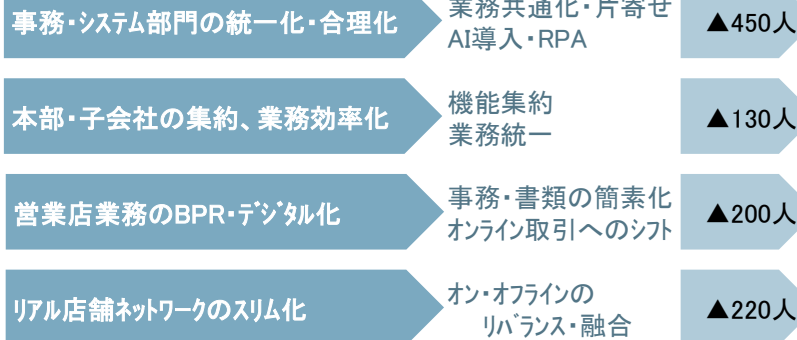 業務共通化・片寄せ
事務・ｼｽﾃﾑ部門の統一化・合理化
AI導入・RPA
▲450人
本部・子会社の集約、業務効率化
機能集約
業務統一
▲130人
営業店業務のBPR・ﾃﾞｼﾞﾀﾙ化
事務・書類の簡素化
ｵﾝﾗｲﾝ取引へのｼﾌﾄ
▲200人
ﾘｱﾙ店舗ﾈｯﾄﾜｰｸのｽﾘﾑ化
ｵﾝ・ｵﾌﾗｲﾝの
ﾘﾊﾞﾗﾝｽ・融合
▲220人